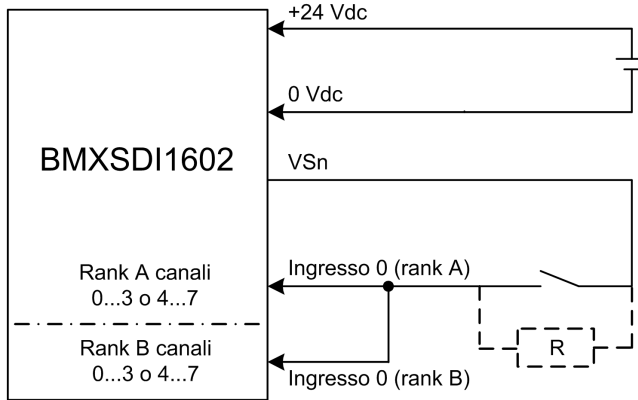 +24 Vdc
0 Vdc
BMXSDI1602
VSn
Rank A canali
0...3 o 4...7
Ingresso 0 (rank A)
Rank B canali
0...3 o 4...7
R
Ingresso 0 (rank B)